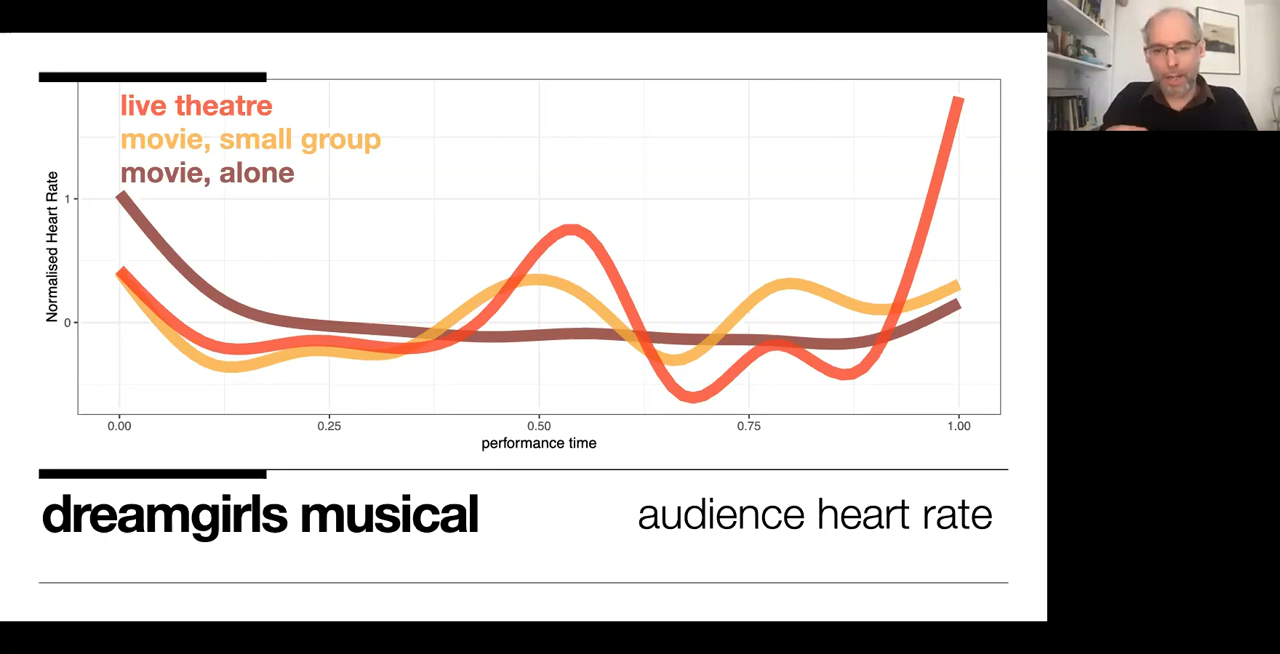 live theatre
movie, small group
movie, alone
Normalised Heart Rate
1
0
0.00 0.25 0.50 0.75 1.00
performance time
dreamgirls musical
audience heart rate